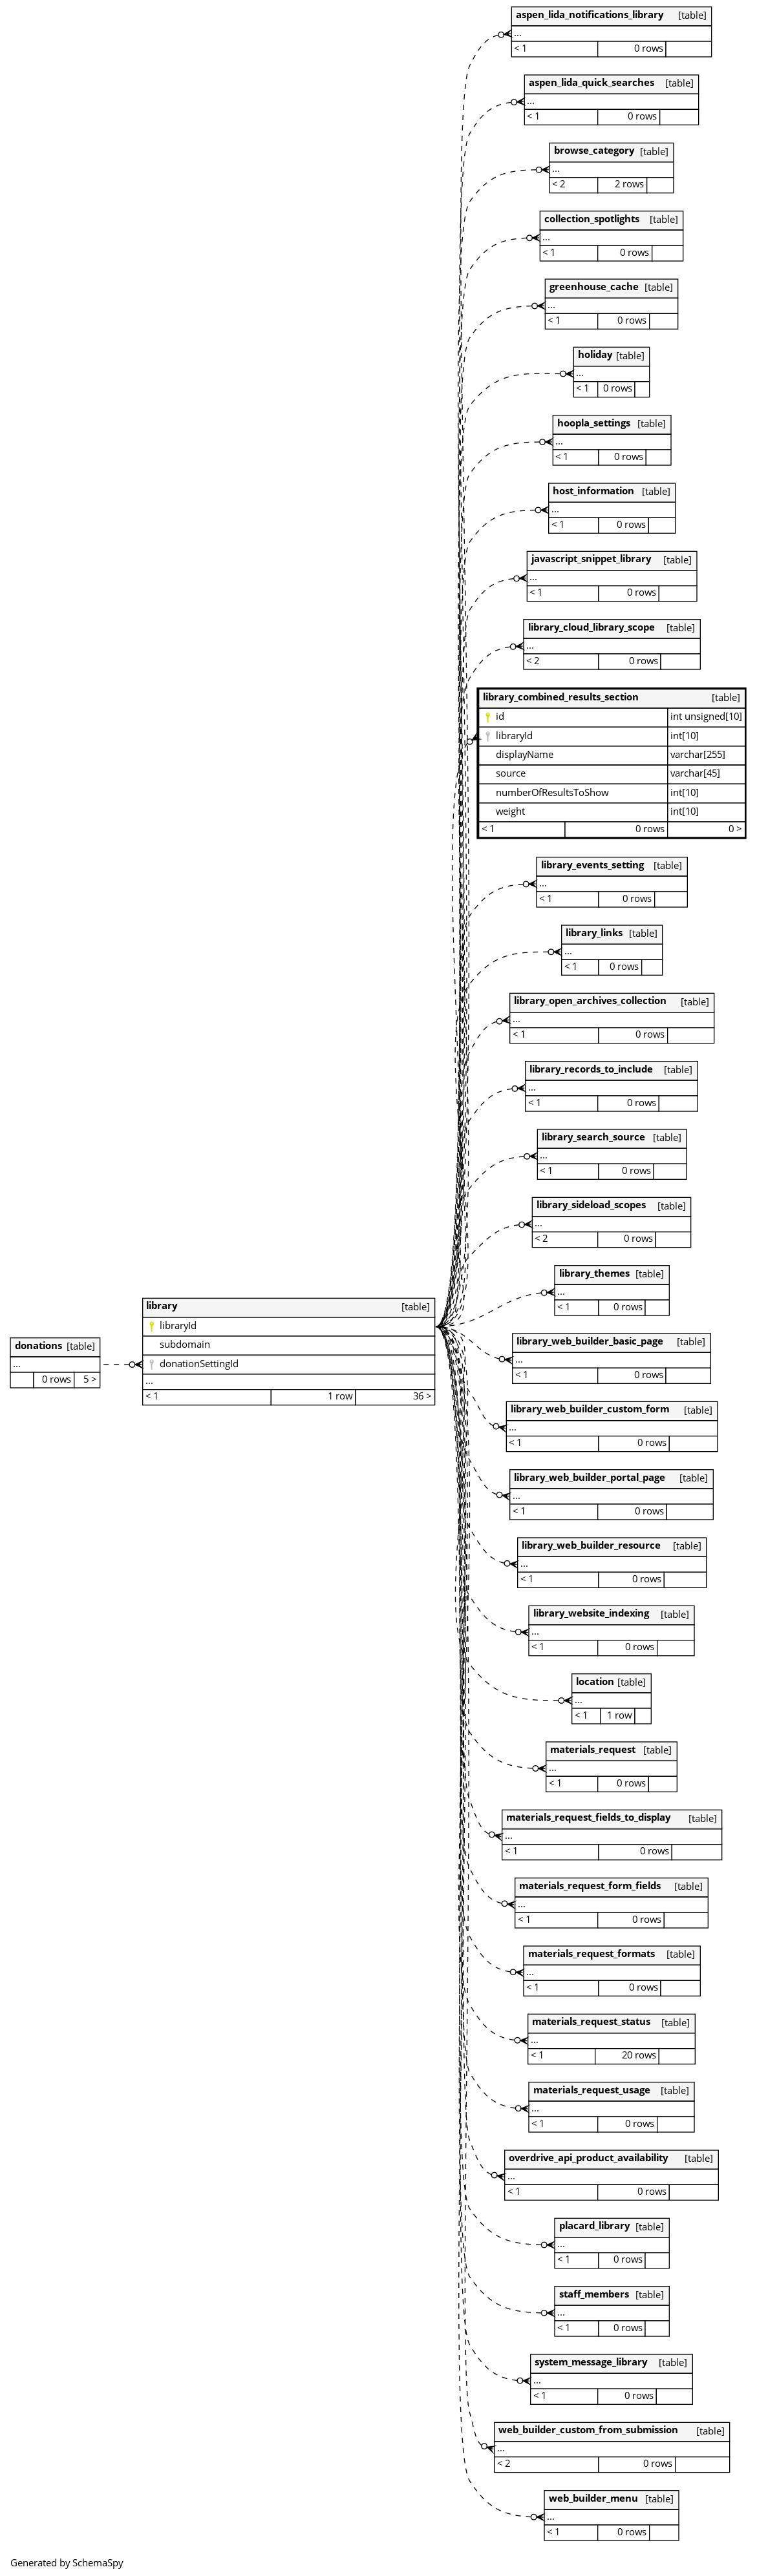 aspen_lida_notifications_library [table]
...
< 1 0 rows
aspen_lida_quick_searches [table]
...
< 1 0 rows
browse_category [table]
...
< 2 2 rows
collection_spotlights [table]
...
< 1 0 rows
greenhouse_cache [table]
...
< 1 0 rows
holiday [table]
...
< 1 0 rows
hoopla_settings [table]
...
< 1 0 rows
host_information [table]
...
< 1 0 rows
javascript_snippet_library [table]
...
< 1 0 rows
library_cloud_library_scope [table]
...
< 2 0 rows
library_combined_results_section [table]
id int unsigned[10]
libraryId int[10]
displayName varchar[255]
source varchar[45]
numberOfResultsToShow int[10]
weight int[10]
< 1 0 rows 0 >
library_events_setting [table]
...
< 1 0 rows
library_links [table]
...
< 1 0 rows
library_open_archives_collection [table]
...
< 1 0 rows
library_records_to_include [table]
...
< 1 0 rows
library_search_source [table]
...
< 1 0 rows
library_sideload_scopes [table]
...
< 2 0 rows
library_themes [table]
...
< 1 0 rows
donations [table]
...
0 rows 5 >
library [table]
libraryId
subdomain
donationSettingId
...
< 1 1 row 36 >
library_web_builder_basic_page [table]
...
< 1 0 rows
library_web_builder_custom_form [table]
...
< 1 0 rows
library_web_builder_portal_page [table]
...
< 1 0 rows
library_web_builder_resource [table]
...
< 1 0 rows
library_website_indexing [table]
...
< 1 0 rows
location [table]
...
< 1 1 row
materials_request [table]
...
< 1 0 rows
materials_request_fields_to_display [table]
...
< 1 0 rows
materials_request_form_fields [table]
...
< 1 0 rows
materials_request_formats [table]
...
< 1 0 rows
materials_request_status [table]
...
< 1 20 rows
materials_request_usage [table]
...
< 1 0 rows
overdrive_api_product_availability [table]
...
< 1 0 rows
placard_library [table]
...
< 1 0 rows
staff_members [table]
...
< 1 0 rows
system_message_library [table]
...
< 1 0 rows
web_builder_custom_from_submission [table]
...
< 2 0 rows
web_builder_menu [table]
...
< 1 0 rows
Generated by SchemaSpy